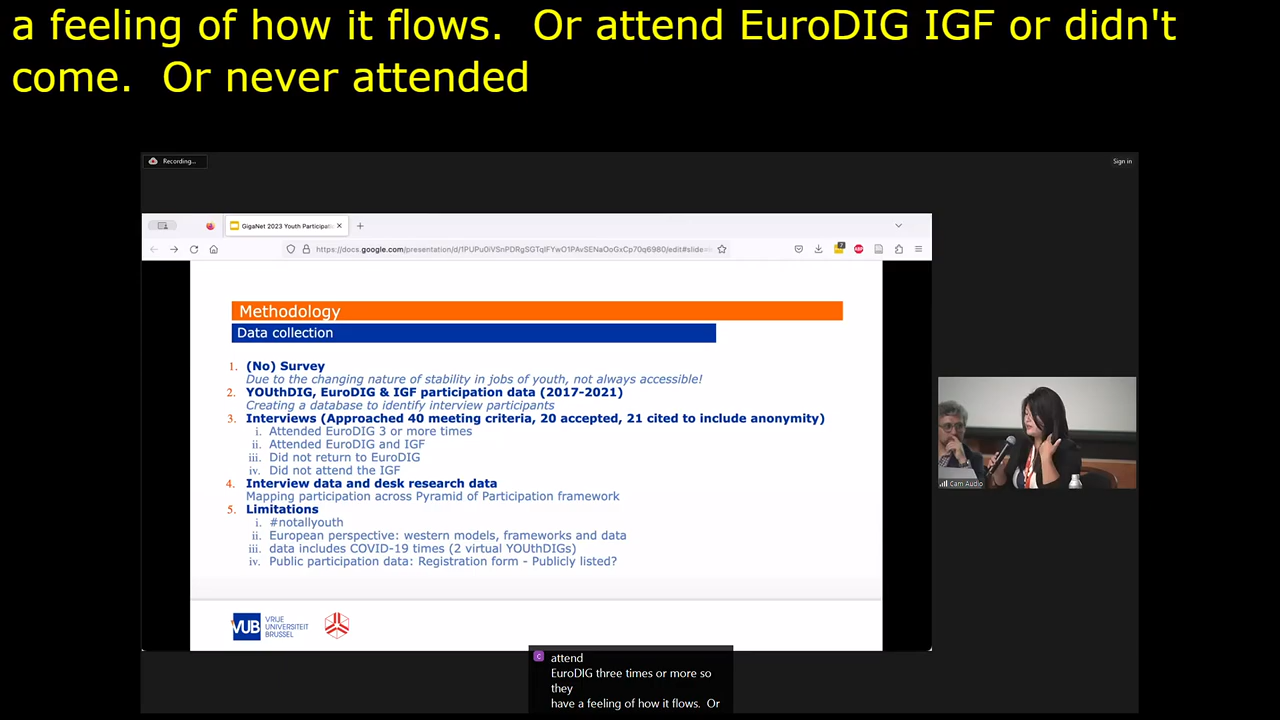 a feeling of how it flows.  Or attend EuroDIG IGF or didn't
come.  Or never attended
Recording...
Sign in
GigaNet 2023 Youth Participat
Methodology
Data collection
1. (No) Survey
Due to the changing nature of stability in jobs of youth, not always accessible!
2. YOUthDIG, EuroDIG & IGF participation data (2017-2021)
Creating a database to identify interview participants
3. Interviews (Approached 40 meeting criteria, 20 accepted, 21 cited to include anonymity)
i. Attended EuroDIG 3 or more times
ii. Attended EuroDIG and IGF
iii. Did not return to EuroDIG
iv. Did not attend the IGF
4. Interview data and desk research data
Mapping participation across Pyramid of Participation framework
5. Limitations
i. #notallyouth
ii. European perspective: western models, frameworks and data
iii. data includes COVID-19 times (2 virtual YOUthDIGs)
iv. Public participation data: Registration form - Publicly listed?
VUB
VRIJE
UNIVERSITEIT
BRUSSEL
Cam Audio
C
attend
EuroDIG three times or more so
they
have a feeling of how it flows.  Or